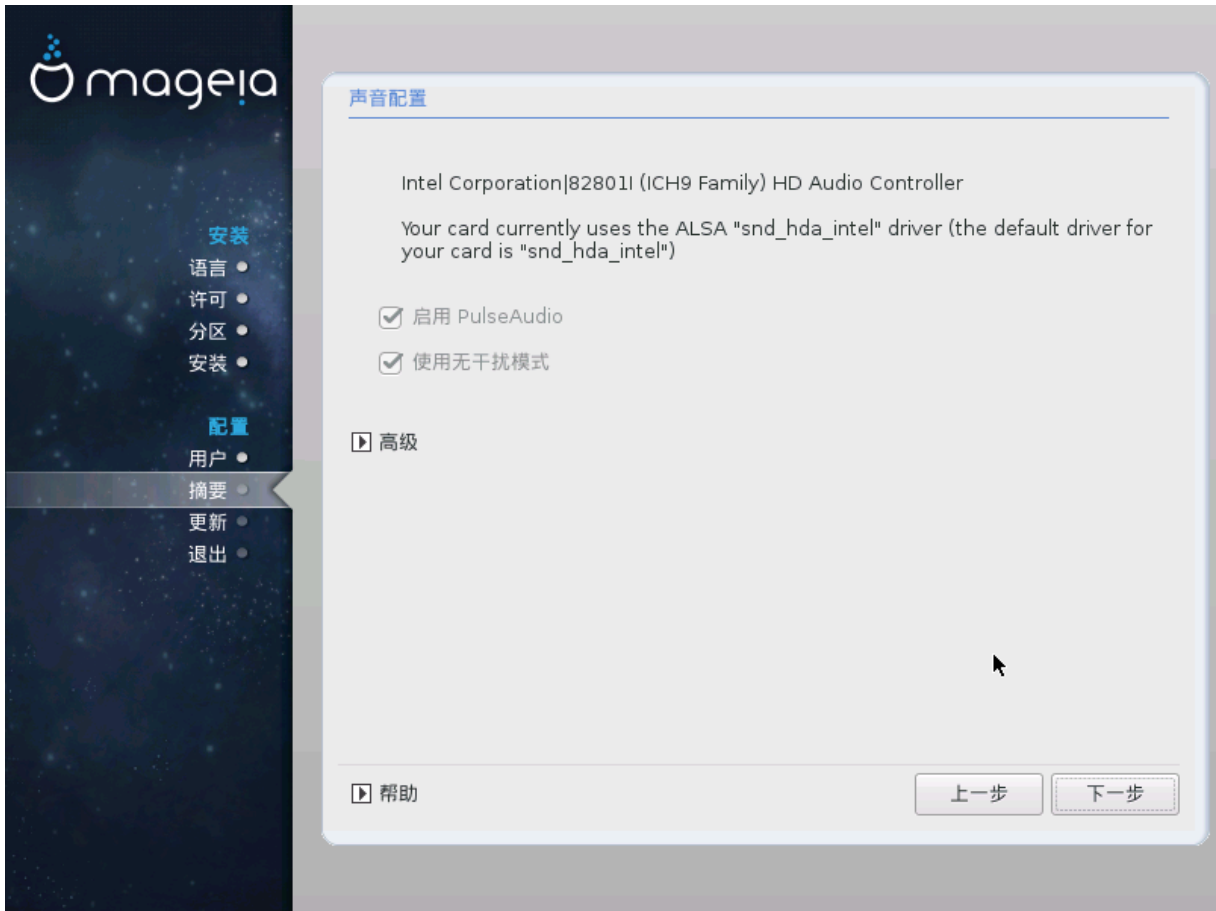 mageia
安装
语言
许可
分区
安装
配置
用户
摘要
更新
退出
声音配置
Intel Corporation|82801I (ICH9 Family) HD Audio Controller
Your card currently uses the ALSA "snd_hda_intel" driver (the default driver for
your card is "snd_hda_intel")
启用 PulseAudio
使用无干扰模式
高级
帮助
上一步
下一步